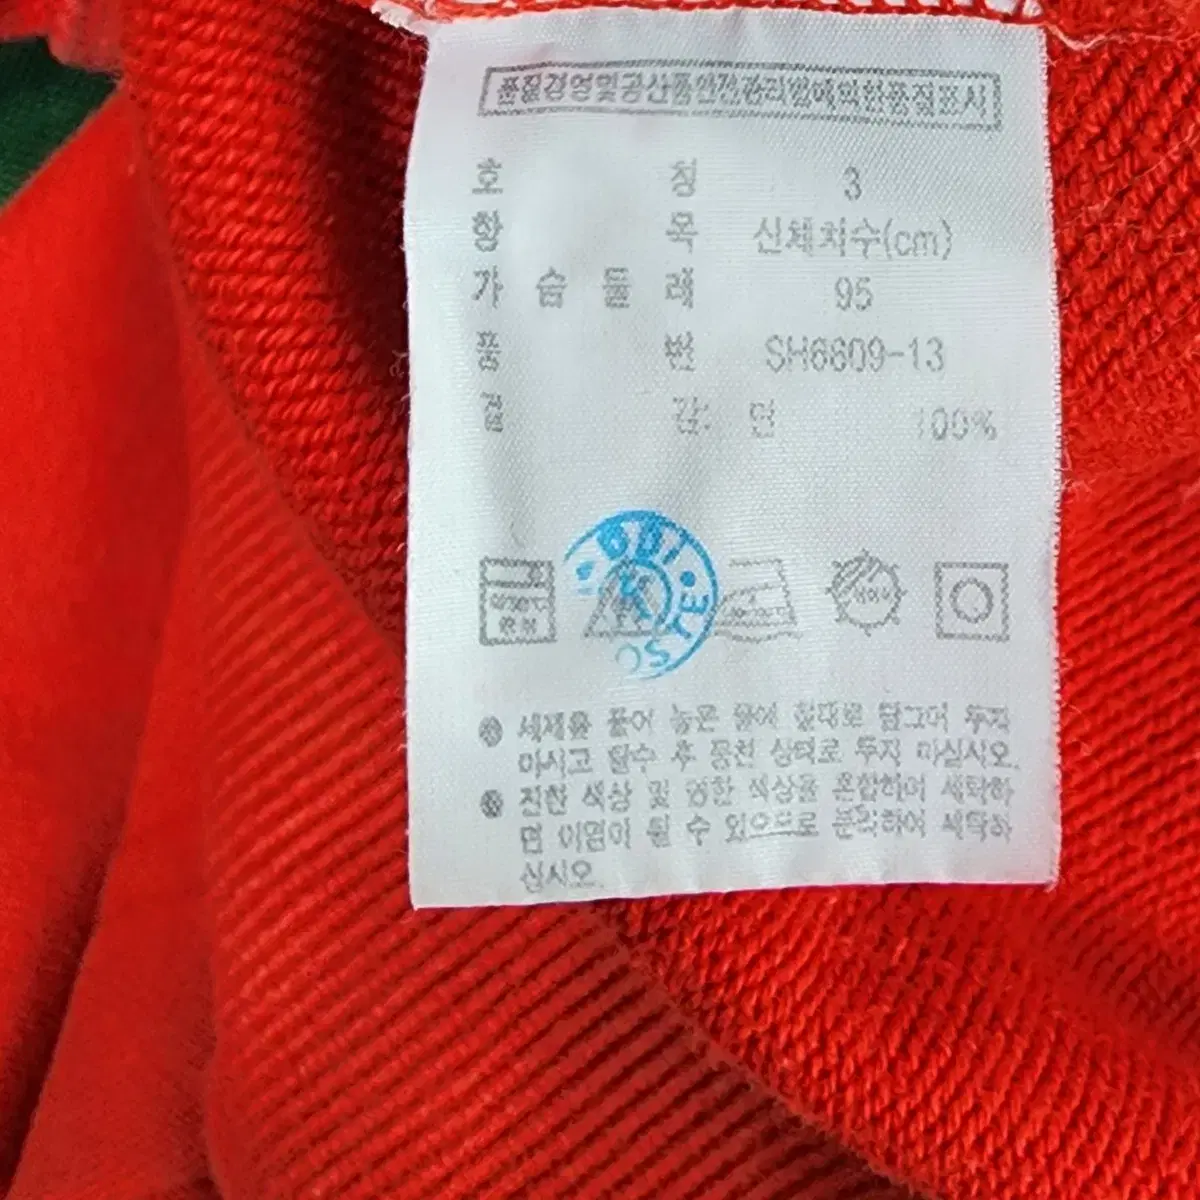 품질경영및공산품안전관리법에의한품질표시
호 칭 3
항 목 신체치수(cm)
가 슴 둘 레 95
품 번 SH6609-13
겉 감: 면 100%
세제를 풀어 놓은 물에 절대로 담그어 두지
마시고 탈수 후 뭉친 상태로 두지 마십시오.
진한 색상 및 연한 색상을 혼합하여 세탁하
면 이염이 될 수 있으므로 분리하여 세탁하
십시오.